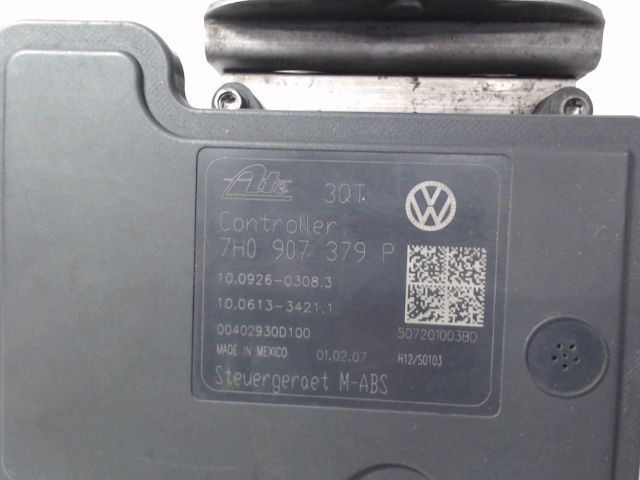 Ate 3QT
Controller
7H0 907 379 P
10.0926-0308.3
10.0613-3421.1
00402930D100
507201003BD
MADE IN MEXICO 01.02.07 H12/S0103
Steuergeraet M-ABS